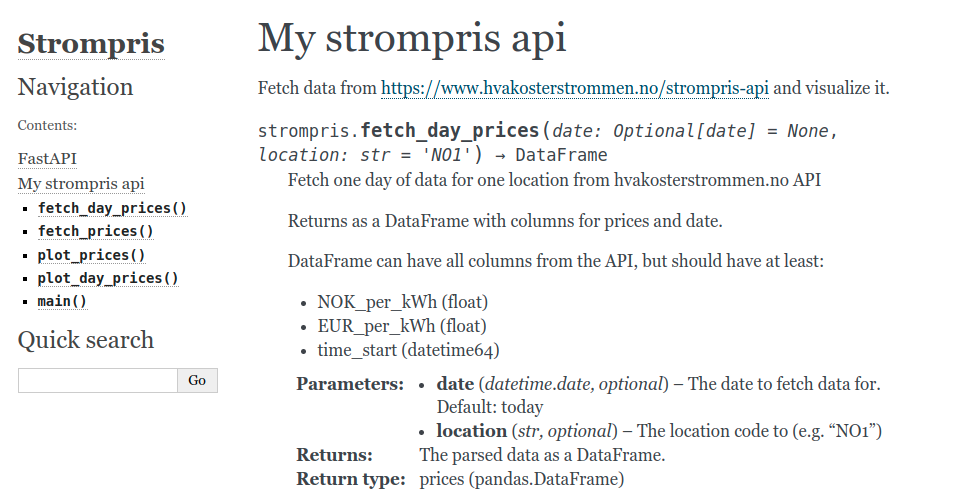 Strompris
Navigation
Contents:
FastAPI
My strompris api
fetch_day_prices()
fetch_prices()
plot_prices()
plot_day_prices()
main()
Quick search
Go
My strompris api
Fetch data from https://www.hvakosterstrommen.no/strompris-api and visualize it.
strompris.fetch_day_prices(date: Optional[date] = None,
location: str = 'NO1') → DataFrame
Fetch one day of data for one location from hvakosterstrommen.no API
Returns as a DataFrame with columns for prices and date.
DataFrame can have all columns from the API, but should have at least:
• NOK_per_kWh (float)
• EUR_per_kWh (float)
• time_start (datetime64)
Parameters: • date (datetime.date, optional) – The date to fetch data for.
Default: today
• location (str, optional) – The location code to (e.g. “NO1”)
Returns: The parsed data as a DataFrame.
Return type: prices (pandas.DataFrame)